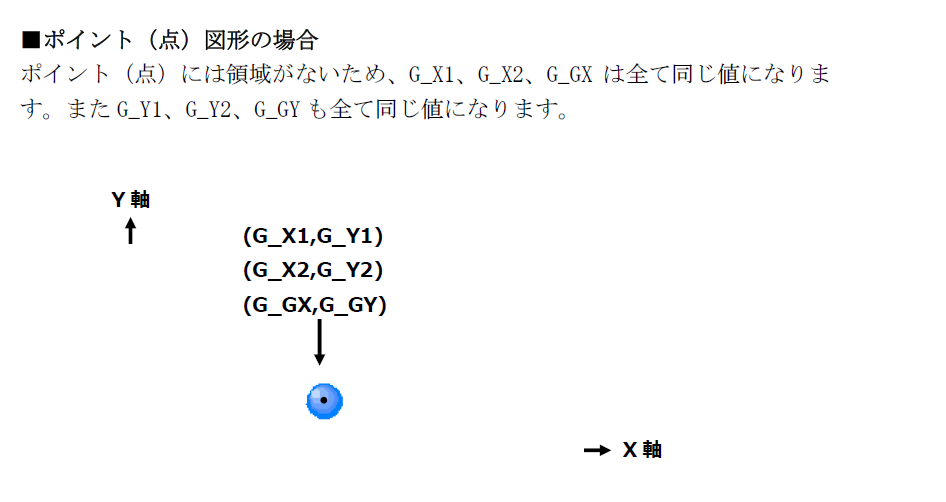 ■ポイント（点）図形の場合
ポイント（点）には領域がないため、G_X1、G_X2、G_GX は全て同じ値になりま
す。また G_Y1、G_Y2、G_GY も全て同じ値になります。
Y 軸
(G_X1,G_Y1)
(G_X2,G_Y2)
(G_GX,G_GY)
X 軸